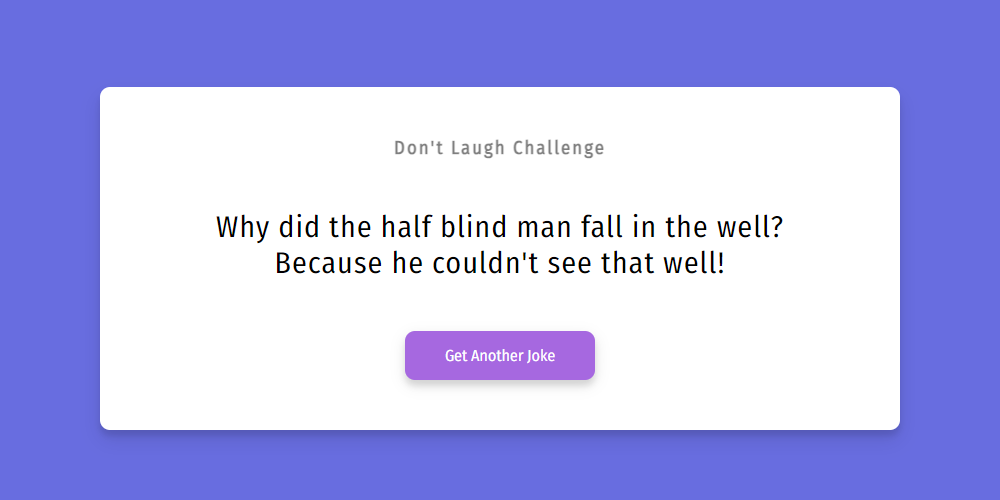 Don't Laugh Challenge
Why did the half blind man fall in the well?
Because he couldn't see that well!
Get Another Joke